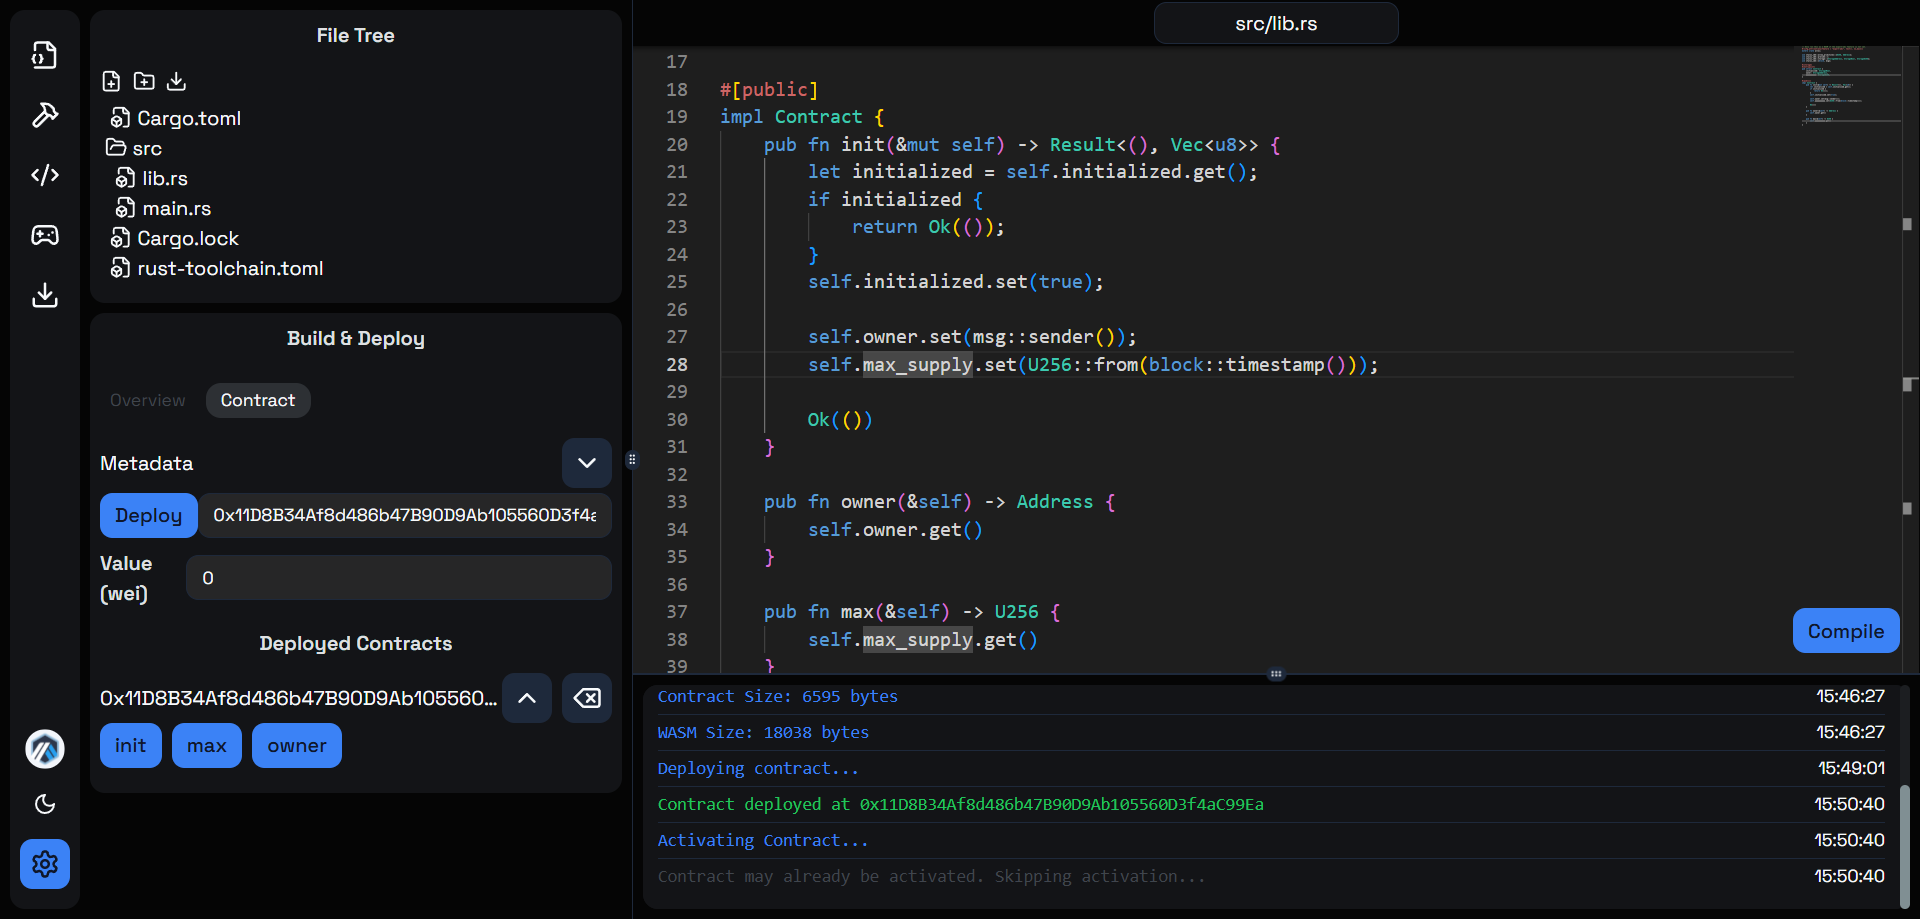 File Tree
Cargo.toml
src
lib.rs
main.rs
Cargo.lock
rust-toolchain.toml
Build & Deploy
Overview
Contract
Metadata
Deploy
0x11D8B34Af8d486b47B90D9Ab105560D3f4a
Value
(wei)
0
Deployed Contracts
0x11D8B34Af8d486b47B90D9Ab105560...
init
max
owner
src/lib.rs
17
18 #[public]
19 impl Contract {
20 pub fn init(&mut self) -> Result<(), Vec<u8>> {
21 let initialized = self.initialized.get();
22 if initialized {
23 return Ok(());
24 }
25 self.initialized.set(true);
26
27 self.owner.set(msg::sender());
28 self.max_supply.set(U256::from(block::timestamp()));
29
30 Ok(())
31 }
32
33 pub fn owner(&self) -> Address {
34 self.owner.get()
35 }
36
37 pub fn max(&self) -> U256 {
38 self.max_supply.get()
39 }
Compile
Contract Size: 6595 bytes 15:46:27
WASM Size: 18038 bytes 15:46:27
Deploying contract... 15:49:01
Contract deployed at 0x11D8B34Af8d486b47B90D9Ab105560D3f4aC99Ea 15:50:40
Activating Contract... 15:50:40
Contract may already be activated. Skipping activation... 15:50:40